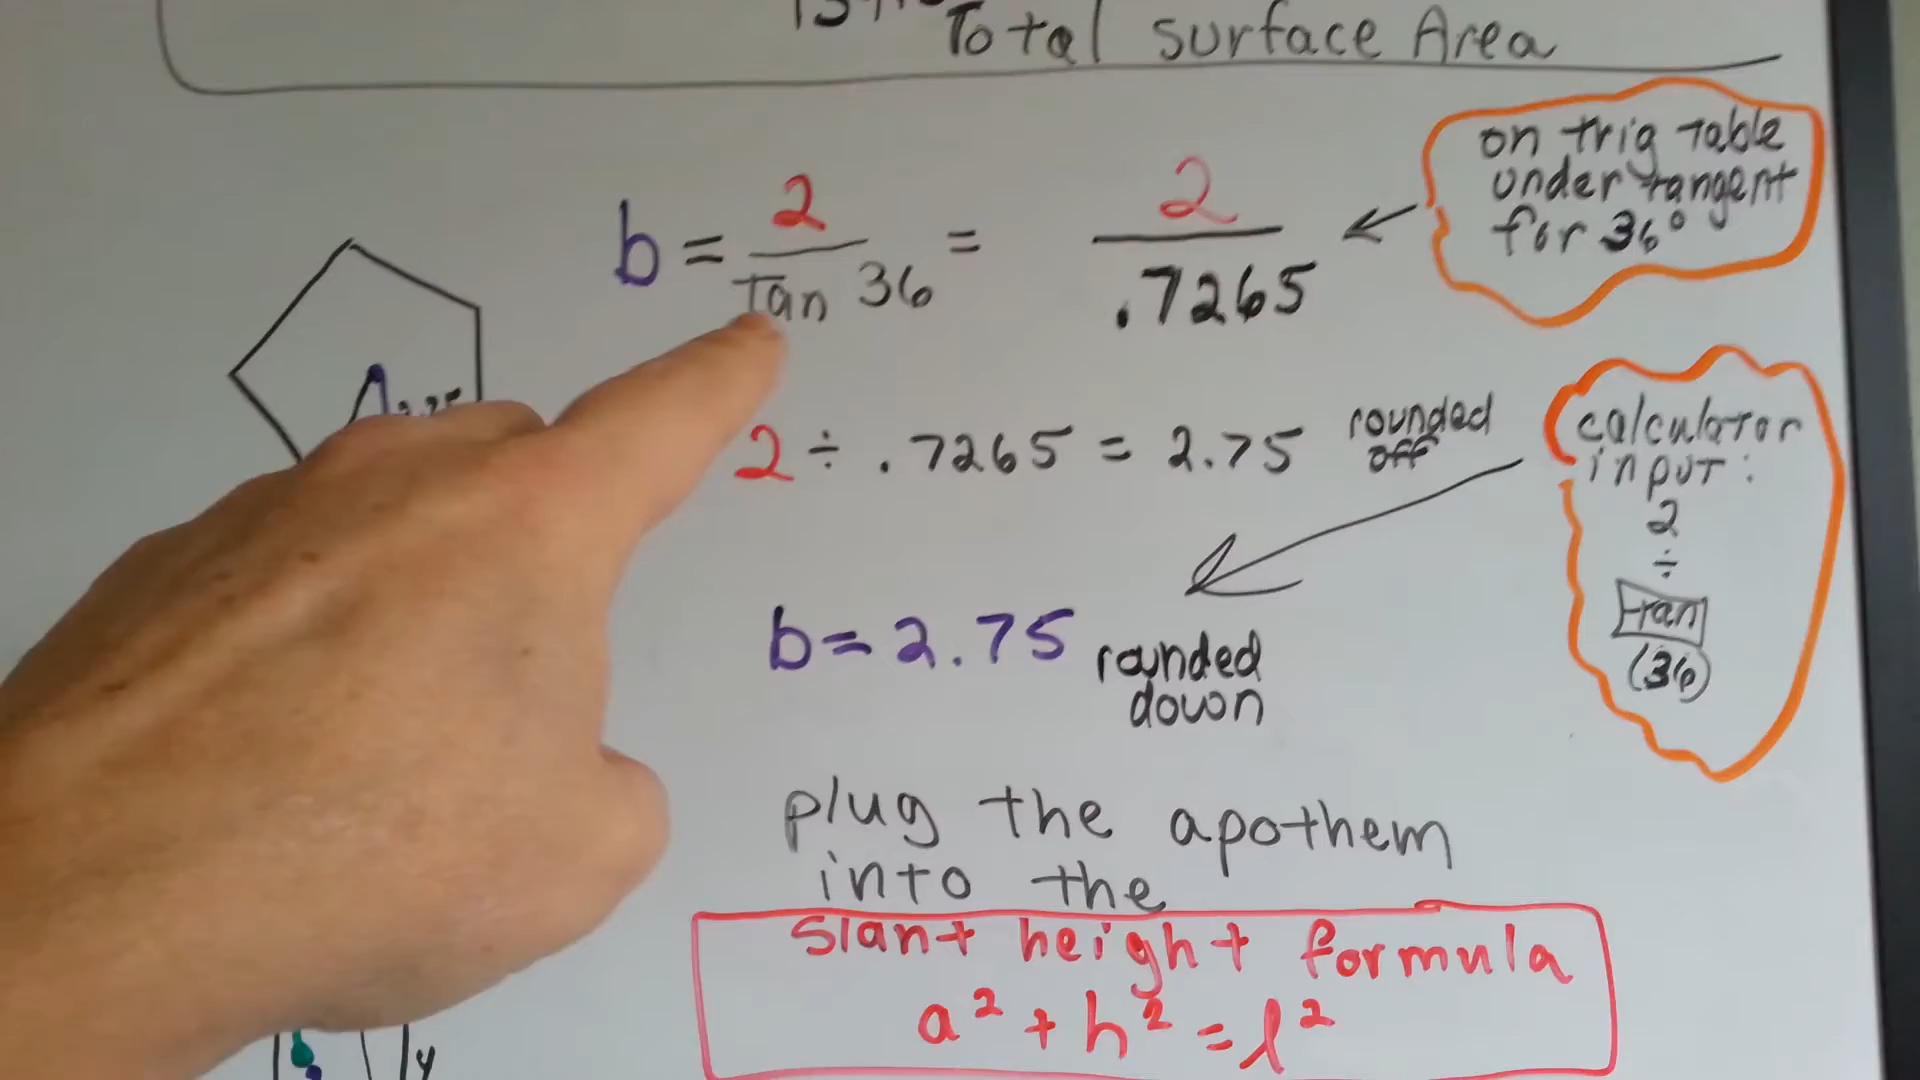 Total Surface Area
on trig table
under tangent
for 36°
b = 2 / Tan 36 = 2 / .7265
2 ÷ .7265 = 2.75 rounded off
calculator
input:
2
÷
tan
(36)
b = 2.75 rounded down
plug the apothem
into the
slant height formula
a² + h² = l²